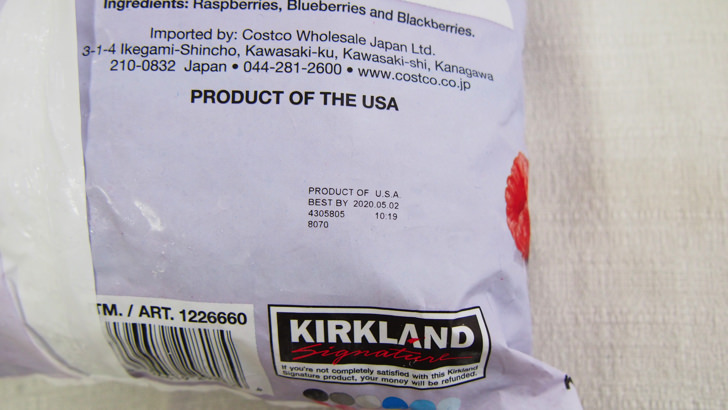 Ingredients: Raspberries, Blueberries and Blackberries.
Imported by: Costco Wholesale Japan Ltd.
3-1-4 Ikegami-Shincho, Kawasaki-ku, Kawasaki-shi, Kanagawa
210-0832 Japan • 044-281-2600 • www.costco.co.jp
PRODUCT OF THE USA
PRODUCT OF U.S.A
BEST BY 2020.05.02
4305805 10:19
8070
TM. / ART. 1226660
KIRKLAND
Signature
If you're not completely satisfied with this Kirkland
Signature product, your money will be refunded.